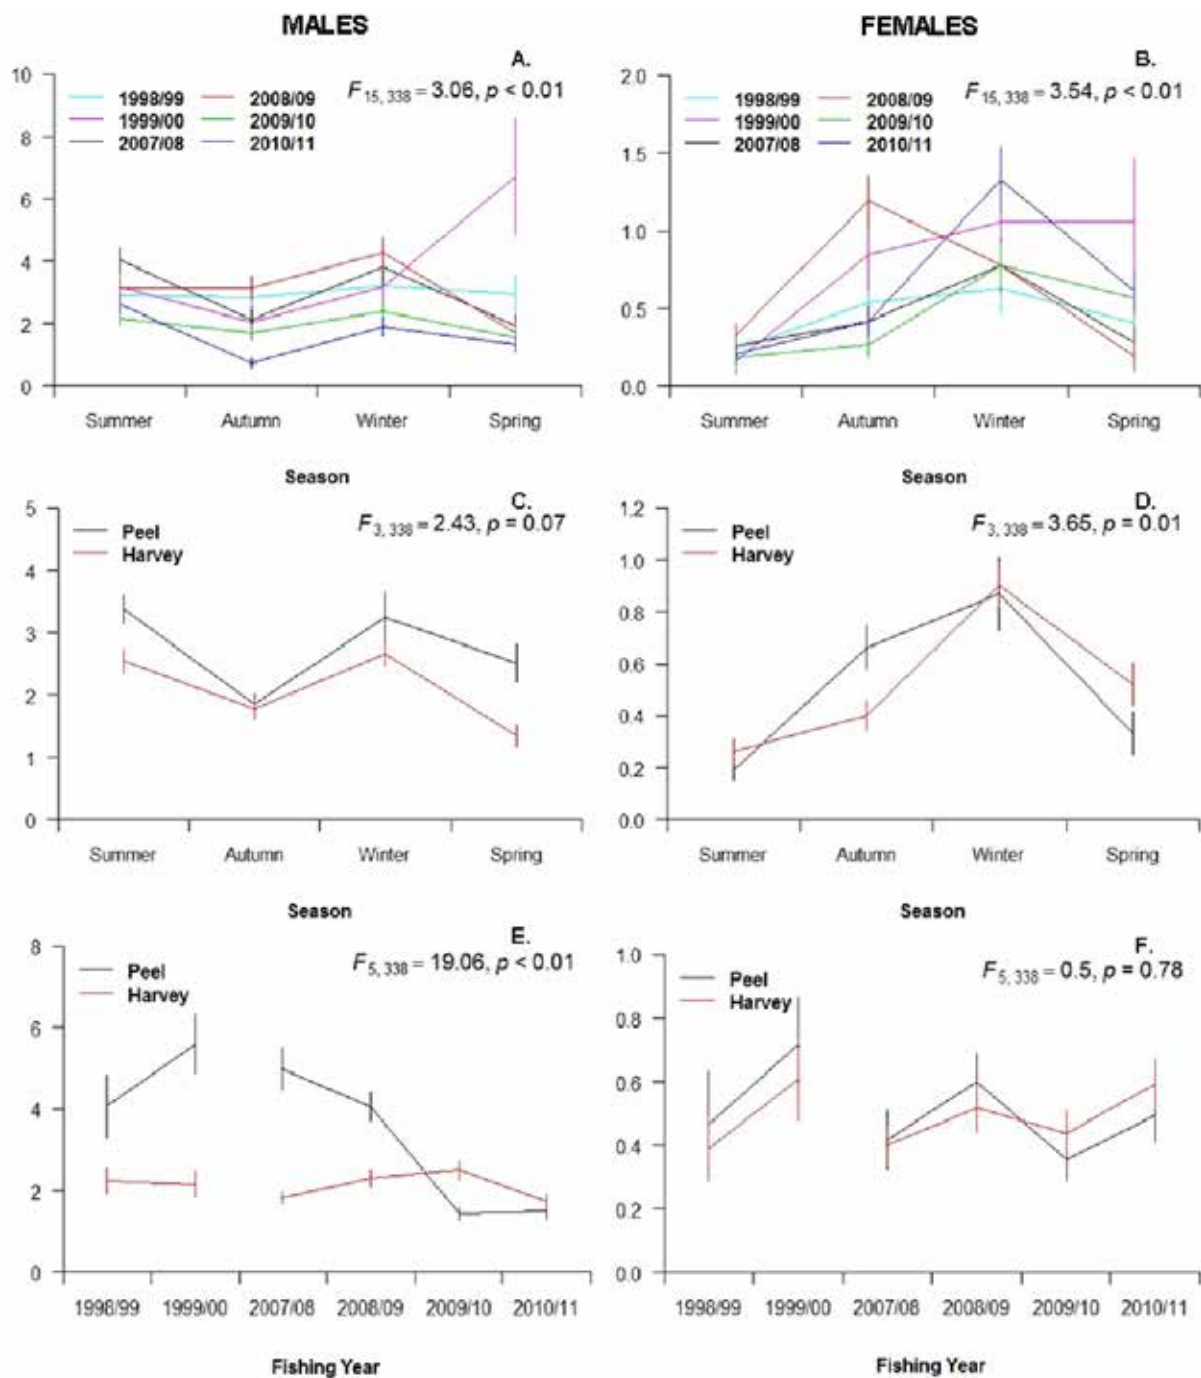 MALES
FEMALES
A.
F15, 338 = 3.06, p < 0.01
1998/99 2008/09
1999/00 2009/10
2007/08 2010/11
10
8
6
4
2
0
Summer Autumn Winter Spring
Season
B.
F15, 338 = 3.54, p < 0.01
1998/99 2008/09
1999/00 2009/10
2007/08 2010/11
2.0
1.5
1.0
0.5
0.0
Summer Autumn Winter Spring
Season
C.
F3, 338 = 2.43, p = 0.07
Peel
Harvey
5
4
3
2
1
0
Summer Autumn Winter Spring
Season
D.
F3, 338 = 3.65, p = 0.01
Peel
Harvey
1.2
1.0
0.8
0.6
0.4
0.2
0.0
Summer Autumn Winter Spring
Season
E.
F5, 338 = 19.06, p < 0.01
Peel
Harvey
8
6
4
2
0
1998/99 1999/00 2007/08 2008/09 2009/10 2010/11
Fishing Year
F.
F5, 338 = 0.5, p = 0.78
Peel
Harvey
1.0
0.8
0.6
0.4
0.2
0.0
1998/99 1999/00 2007/08 2008/09 2009/10 2010/11
Fishing Year